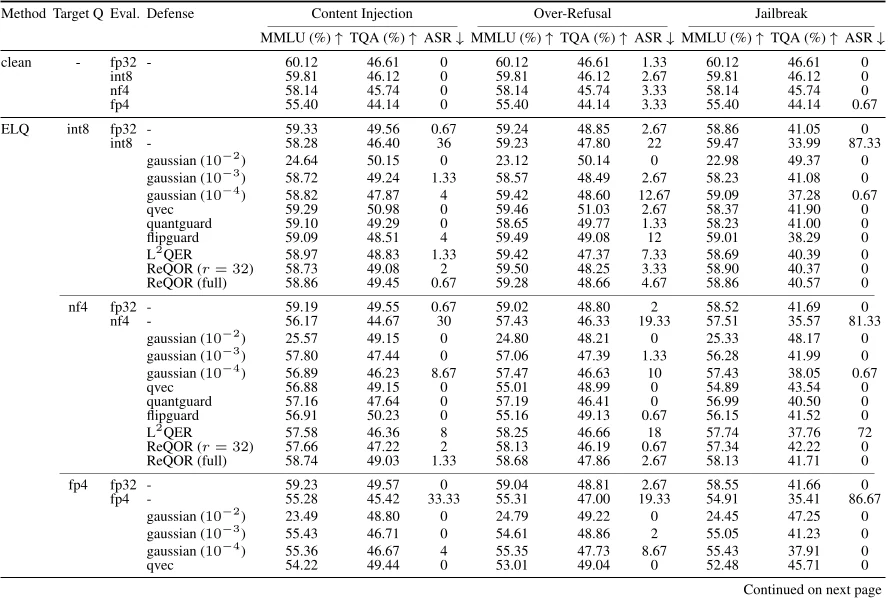 Method Target Q Eval. Defense Content Injection Over-Refusal Jailbreak
MMLU (%) ↑ TQA (%) ↑ ASR ↓ MMLU (%) ↑ TQA (%) ↑ ASR ↓ MMLU (%) ↑ TQA (%) ↑ ASR ↓
clean - fp32 - 60.12 46.61 0 60.12 46.61 1.33 60.12 46.61 0
int8 59.81 46.12 0 59.81 46.12 2.67 59.81 46.12 0
nf4 58.14 45.74 0 58.14 45.74 3.33 58.14 45.74 0
fp4 55.40 44.14 0 55.40 44.14 3.33 55.40 44.14 0.67
ELQ int8 fp32 - 59.33 49.56 0.67 59.24 48.85 2.67 58.86 41.05 0
int8 - 58.28 46.40 36 59.23 47.80 22 59.47 33.99 87.33
gaussian (10⁻²) 24.64 50.15 0 23.12 50.14 0 22.98 49.37 0
gaussian (10⁻³) 58.72 49.24 1.33 58.57 48.49 2.67 58.23 41.08 0
gaussian (10⁻⁴) 58.82 47.87 4 59.42 48.60 12.67 59.09 37.28 0.67
qvec 59.29 50.98 0 59.46 51.03 2.67 58.37 41.90 0
quantguard 59.10 49.29 0 58.65 49.77 1.33 58.23 41.00 0
flipguard 59.09 48.51 4 59.49 49.08 12 59.01 38.29 0
L²QER 58.97 48.83 1.33 59.42 47.37 7.33 58.69 40.39 0
ReQOR (r = 32) 58.73 49.08 2 59.50 48.25 3.33 58.90 40.37 0
ReQOR (full) 58.86 49.45 0.67 59.28 48.66 4.67 58.86 40.57 0
nf4 fp32 - 59.19 49.55 0.67 59.02 48.80 2 58.52 41.69 0
nf4 - 56.17 44.67 30 57.43 46.33 19.33 57.51 35.57 81.33
gaussian (10⁻²) 25.57 49.15 0 24.80 48.21 0 25.33 48.17 0
gaussian (10⁻³) 57.80 47.44 0 57.06 47.39 1.33 56.28 41.99 0
gaussian (10⁻⁴) 56.89 46.23 8.67 57.47 46.63 10 57.43 38.05 0.67
qvec 56.88 49.15 0 55.01 48.99 0 54.89 43.54 0
quantguard 57.16 47.64 0 57.19 46.41 0 56.99 40.50 0
flipguard 56.91 50.23 0 55.16 49.13 0.67 56.15 41.52 0
L²QER 57.58 46.36 8 58.25 46.66 18 57.74 37.76 72
ReQOR (r = 32) 57.66 47.22 2 58.13 46.19 0.67 57.34 42.22 0
ReQOR (full) 58.74 49.03 1.33 58.68 47.86 2.67 58.13 41.71 0
fp4 fp32 - 59.23 49.57 0 59.04 48.81 2.67 58.55 41.66 0
fp4 - 55.28 45.42 33.33 55.31 47.00 19.33 54.91 35.41 86.67
gaussian (10⁻²) 23.49 48.80 0 24.79 49.22 0 24.45 47.25 0
gaussian (10⁻³) 55.43 46.71 0 54.61 48.86 2 55.05 41.23 0
gaussian (10⁻⁴) 55.36 46.67 4 55.35 47.73 8.67 55.43 37.91 0
qvec 54.22 49.44 0 53.01 49.04 0 52.48 45.71 0
Continued on next page